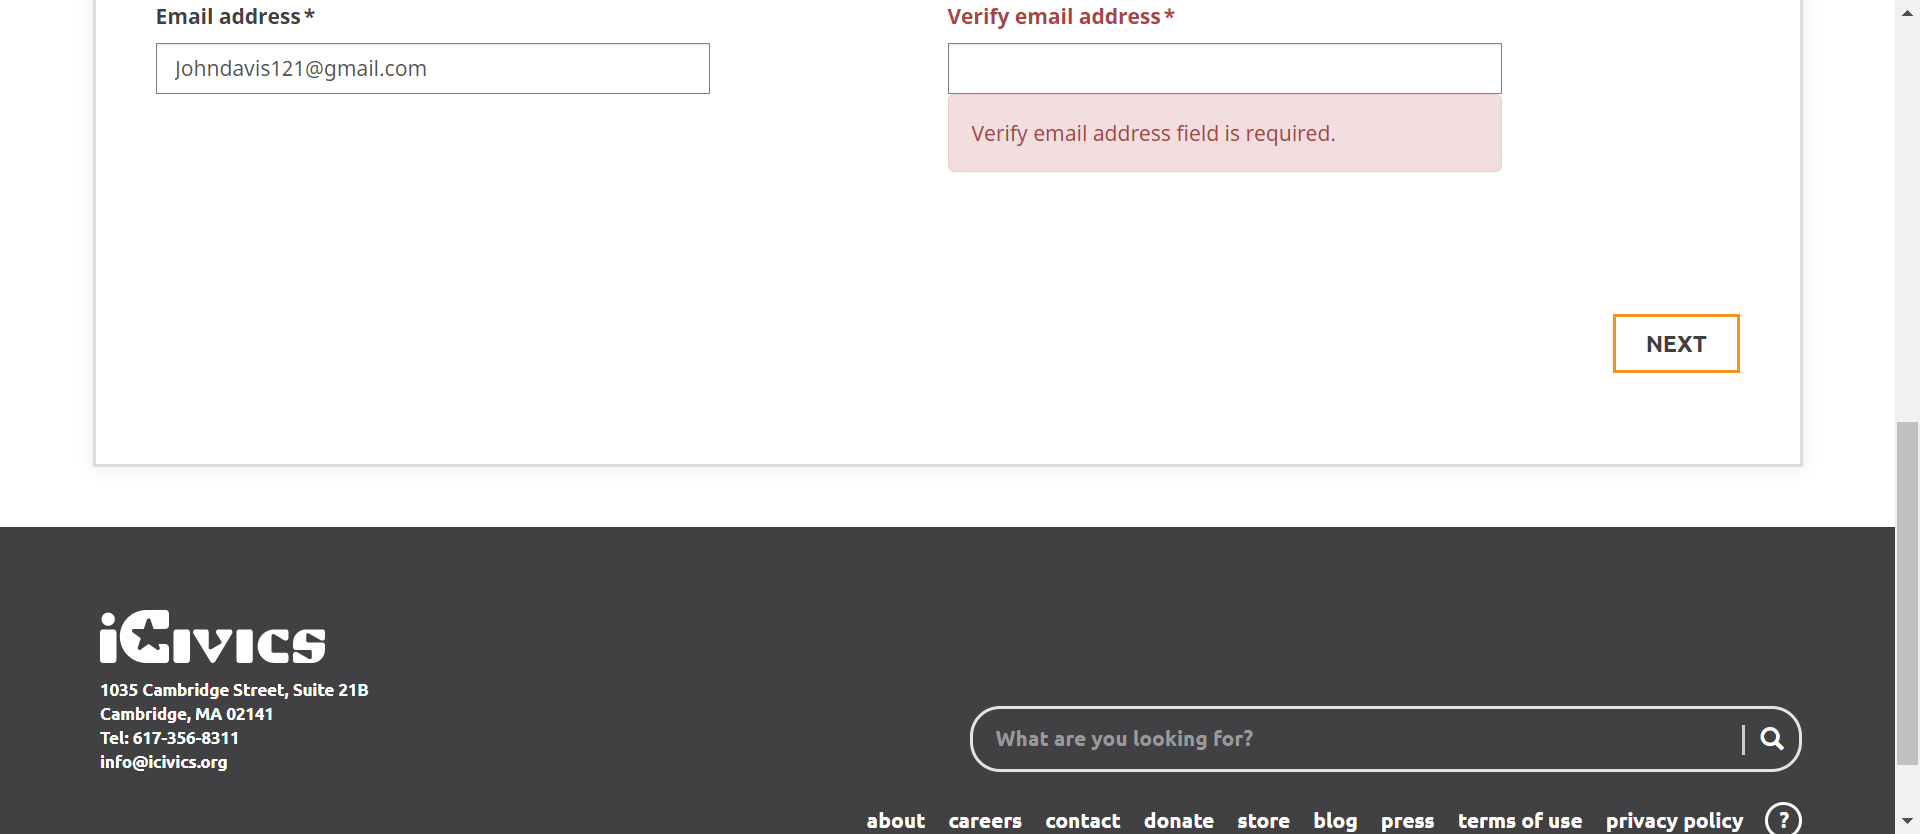 Email address*
Verify email address*
Johndavis121@gmail.com
Verify email address field is required.
NEXT
iCivics
1035 Cambridge Street, Suite 21B
Cambridge, MA 02141
Tel: 617-356-8311
info@icivics.org
What are you looking for?
about careers contact donate store blog press terms of use privacy policy ?